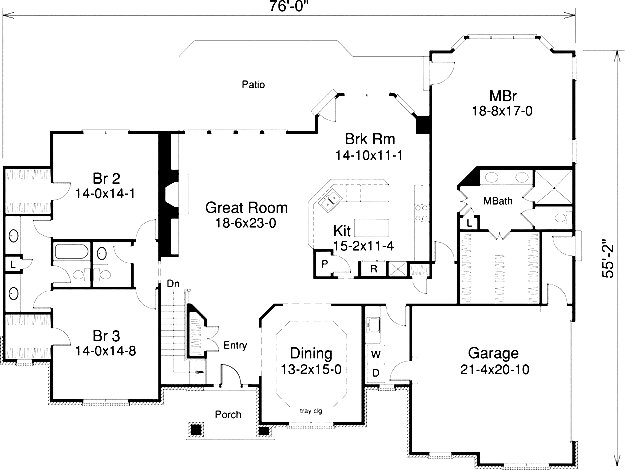 76'-0"
Patio
MBr
18-8x17-0
Brk Rm
14-10x11-1
Br 2
14-0x14-1
MBath
Great Room
18-6x23-0
L
L
Kit
15-2x11-4
L
P
R
55'-2"
Dn
Br 3
14-0x14-8
Entry
Dining
13-2x15-0
W
D
Garage
21-4x20-10
Porch
tray clg